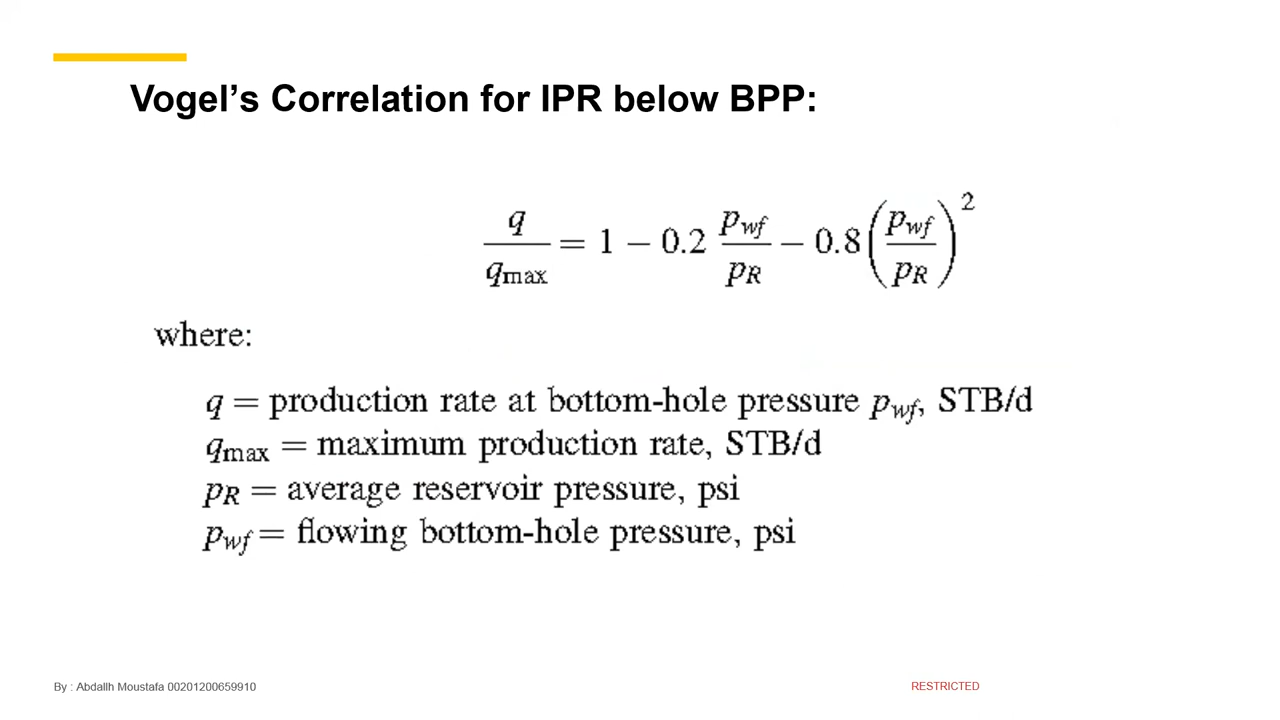 Vogel’s Correlation for IPR below BPP:
q/q_max = 1 − 0.2 p_wf/p_R − 0.8 (p_wf/p_R)^2
where:
q = production rate at bottom-hole pressure p_wf, STB/d
q_max = maximum production rate, STB/d
p_R = average reservoir pressure, psi
p_wf = flowing bottom-hole pressure, psi
By : Abdallh Moustafa 00201200659910
RESTRICTED